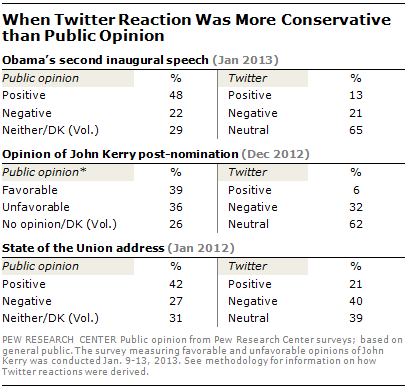 When Twitter Reaction Was More Conservative
than Public Opinion
Obama's second inaugural speech (Jan 2013)
Public opinion % Twitter %
Positive 48 Positive 13
Negative 22 Negative 21
Neither/DK (Vol.) 29 Neutral 65
Opinion of John Kerry post-nomination (Dec 2012)
Public opinion* % Twitter %
Favorable 39 Positive 6
Unfavorable 36 Negative 32
No opinion/DK (Vol.) 26 Neutral 62
State of the Union address (Jan 2012)
Public opinion % Twitter %
Positive 42 Positive 21
Negative 27 Negative 40
Neither/DK (Vol.) 31 Neutral 39
PEW RESEARCH CENTER Public opinion from Pew Research Center surveys; based on
general public. The survey measuring favorable and unfavorable opinions of John
Kerry was conducted Jan. 9-13, 2013. See methodology for information on how
Twitter reactions were derived.